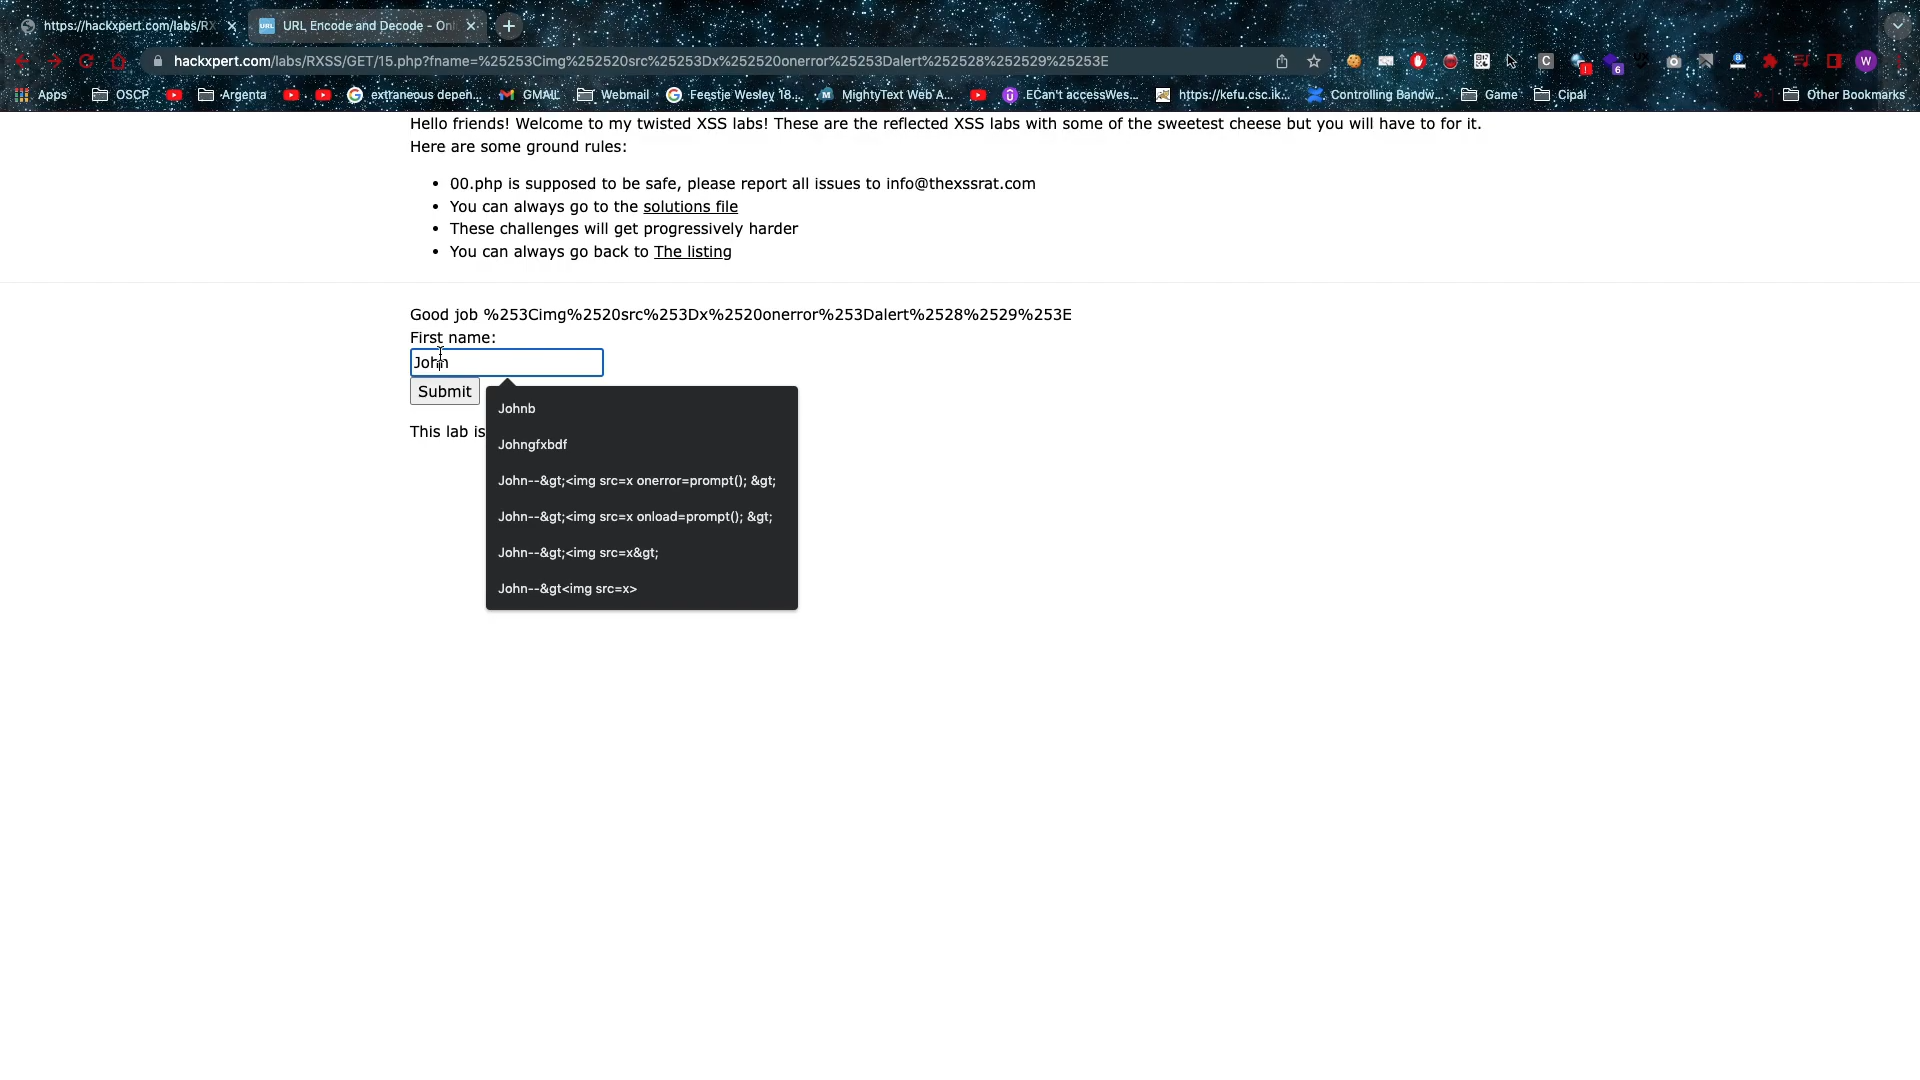 https://hackxpert.com/labs/RX
URL Encode and Decode - Onl
hackxpert.com/labs/RXSS/GET/15.php?fname=%25253Cimg%252520src%25253Dx%252520onerror%25253Dalert%252528%252529%25253E
C
6
W
Apps
OSCP
Argenta
extraneous depeh...
GMAIL
Webmail
Feestje Wesley 18...
MightyText Web A...
ECan't accessWes...
https://kefu.csc.ik...
Controlling Bandw...
Game
Cipal
Other Bookmarks
Hello friends! Welcome to my twisted XSS labs! These are the reflected XSS labs with some of the sweetest cheese but you will have to for it.
Here are some ground rules:
• 00.php is supposed to be safe, please report all issues to info@thexssrat.com
• You can always go to the solutions file
• These challenges will get progressively harder
• You can always go back to The listing
Good job %253Cimg%2520src%253Dx%2520onerror%253Dalert%2528%2529%253E
First name:
John
Submit
This lab is
Johnb
Johngfxbdf
John--&gt;<img src=x onerror=prompt(); &gt;
John--&gt;<img src=x onload=prompt(); &gt;
John--&gt;<img src=x&gt;
John--&gt<img src=x>